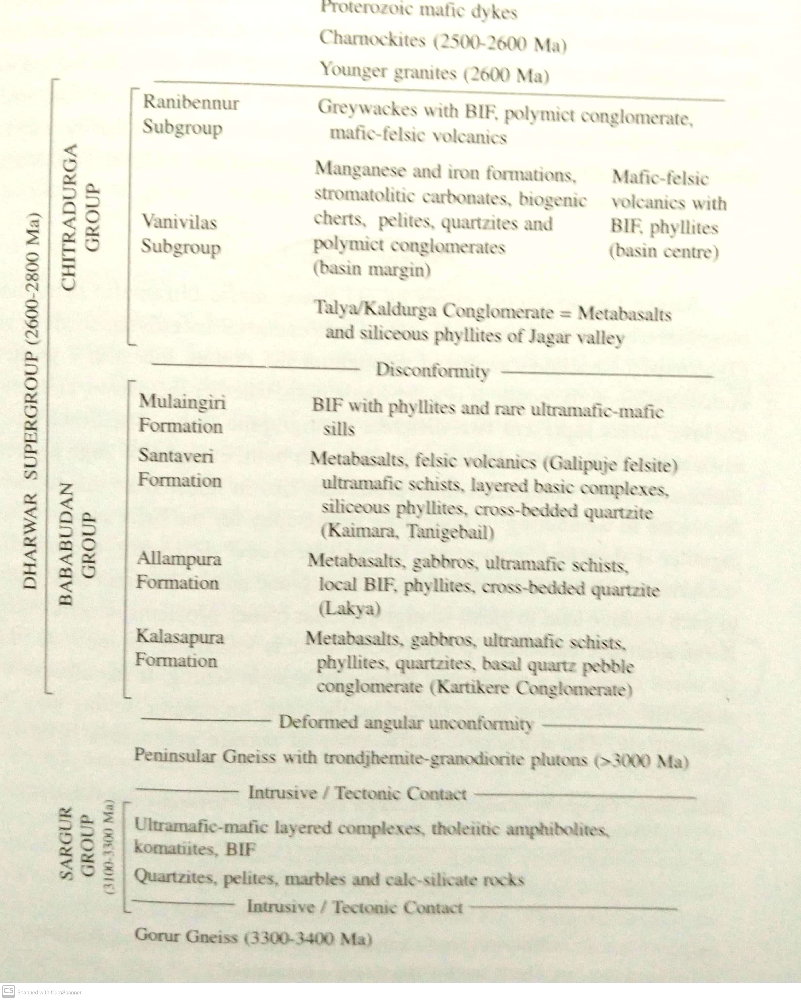 Proterozoic mafic dykes
Charnockites (2500-2600 Ma)
Younger granites (2600 Ma)
DHARWAR SUPERGROUP (2600-2800 Ma)
CHITRADURGA
GROUP
Ranibennur
Subgroup
Greywackes with BIF, polymict conglomerate,
mafic-felsic volcanics
Vanivilas
Subgroup
Manganese and iron formations,
stromatolitic carbonates, biogenic
cherts, pelites, quartzites and
polymict conglomerates
(basin margin)
Mafic-felsic
volcanics with
BIF, phyllites
(basin centre)
Talya/Kaldurga Conglomerate = Metabasalts
and siliceous phyllites of Jagar valley
Disconformity
BABABUDAN
GROUP
Mulaingiri
Formation
BIF with phyllites and rare ultramafic-mafic
sills
Santaveri
Formation
Metabasalts, felsic volcanics (Galipuje felsite)
ultramafic schists, layered basic complexes,
siliceous phyllites, cross-bedded quartzite
(Kaimara, Tanigebail)
Allampura
Formation
Metabasalts, gabbros, ultramafic schists,
local BIF, phyllites, cross-bedded quartzite
(Lakya)
Kalasapura
Formation
Metabasalts, gabbros, ultramafic schists,
phyllites, quartzites, basal quartz pebble
conglomerate (Kartikere Conglomerate)
Deformed angular unconformity
Peninsular Gneiss with trondjhemite-granodiorite plutons (>3000 Ma)
Intrusive / Tectonic Contact
SARGUR
GROUP
(3100-3300 Ma)
Ultramafic-mafic layered complexes, tholeiitic amphibolites,
komatiites, BIF
Quartzites, pelites, marbles and calc-silicate rocks
Intrusive / Tectonic Contact
Gorur Gneiss (3300-3400 Ma)
CS Scanned with CamScanner